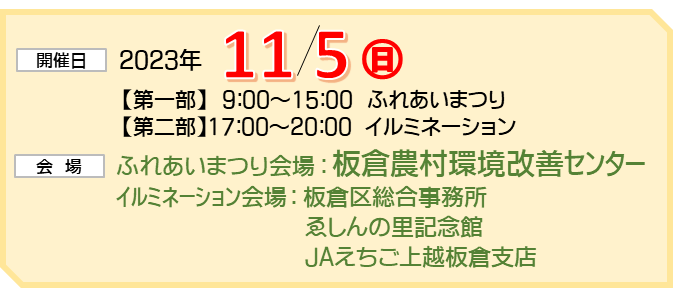 開催日 2023年 11/5㊐
【第一部】 9:00～15:00 ふれあいまつり
【第二部】17:00～20:00 イルミネーション
会場 ふれあいまつり会場：板倉農村環境改善センター
イルミネーション会場：板倉区総合事務所
ゑしんの里記念館
JAえちご上越板倉支店